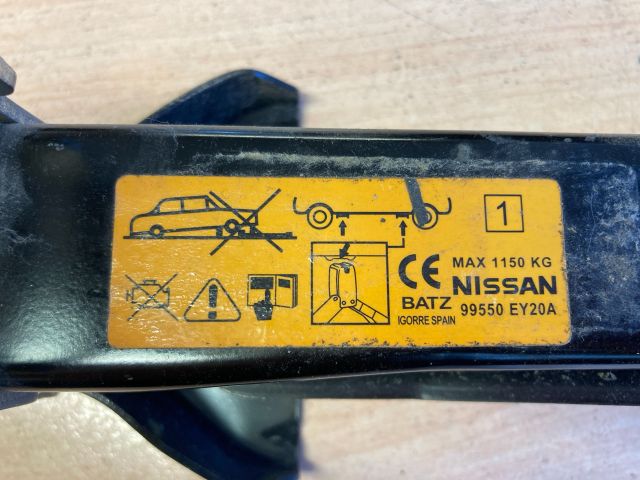 1
MAX 1150 KG
CE NISSAN
BATZ 99550 EY20A
IGORRE SPAIN